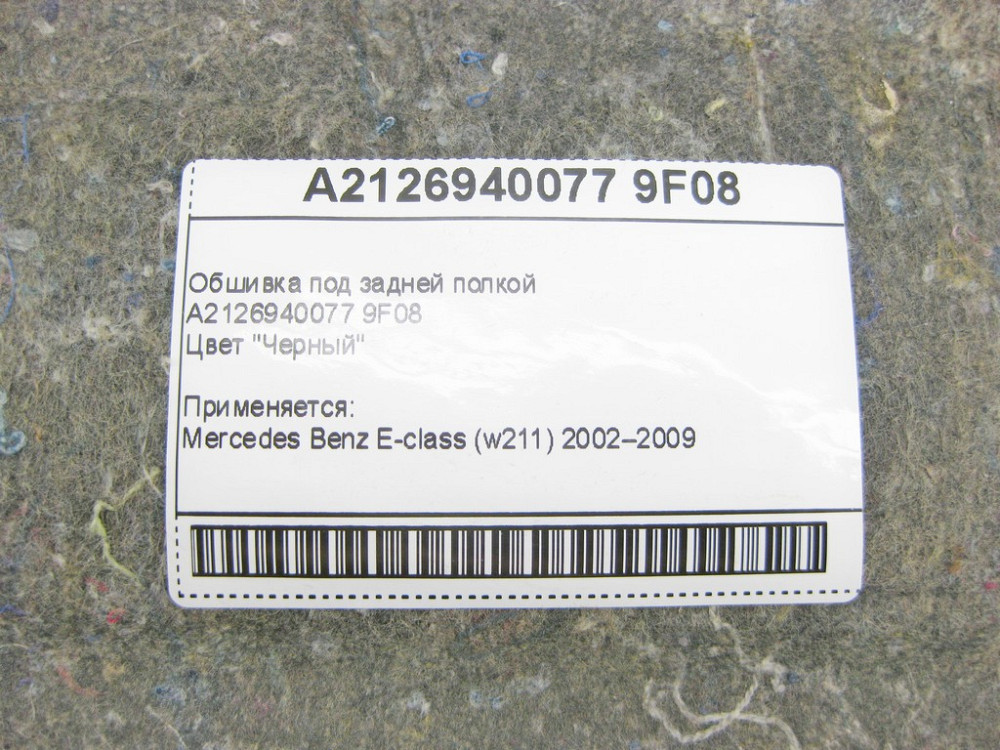 A2126940077 9F08
Обшивка под задней полкой
A2126940077 9F08
Цвет "Черный"
Применяется:
Mercedes Benz E-class (w211) 2002–2009